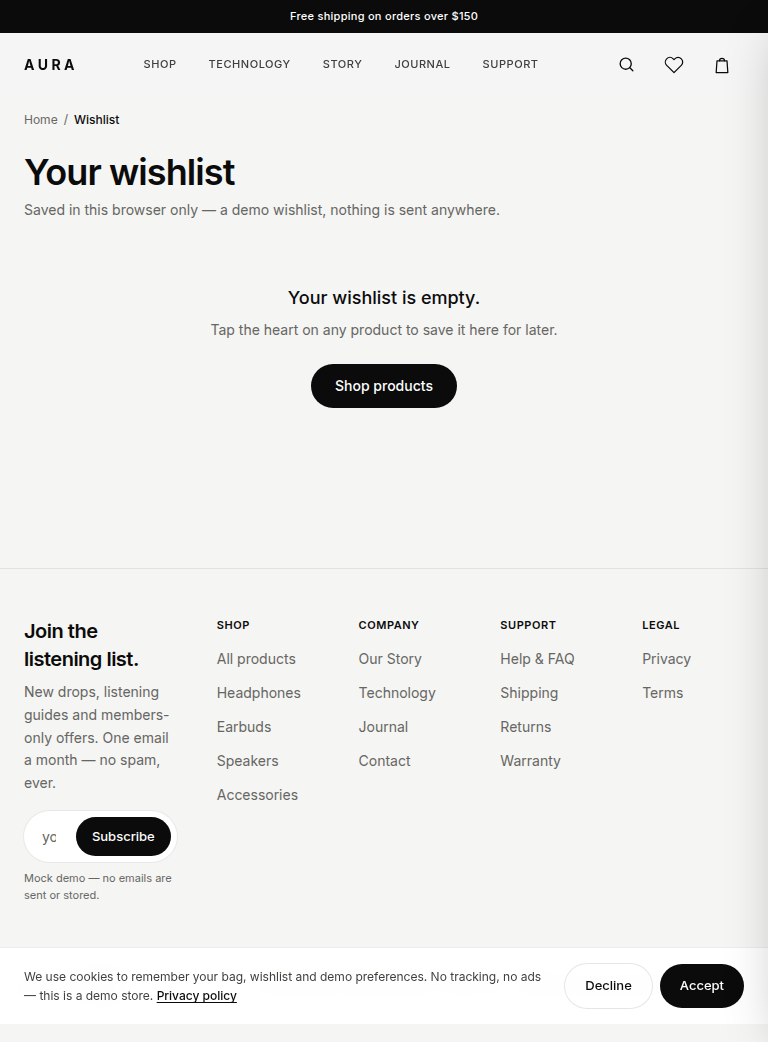 Free shipping on orders over $150
AURA
SHOP
TECHNOLOGY
STORY
JOURNAL
SUPPORT
Home / Wishlist
Your wishlist
Saved in this browser only — a demo wishlist, nothing is sent anywhere.
Your wishlist is empty.
Tap the heart on any product to save it here for later.
Shop products
Join the
listening list.
New drops, listening
guides and members-
only offers. One email
a month — no spam,
ever.
Subscribe
Mock demo — no emails are
sent or stored.
SHOP
All products
Headphones
Earbuds
Speakers
Accessories
COMPANY
Our Story
Technology
Journal
Contact
SUPPORT
Help & FAQ
Shipping
Returns
Warranty
LEGAL
Privacy
Terms
We use cookies to remember your bag, wishlist and demo preferences. No tracking, no ads
— this is a demo store. Privacy policy
Decline
Accept